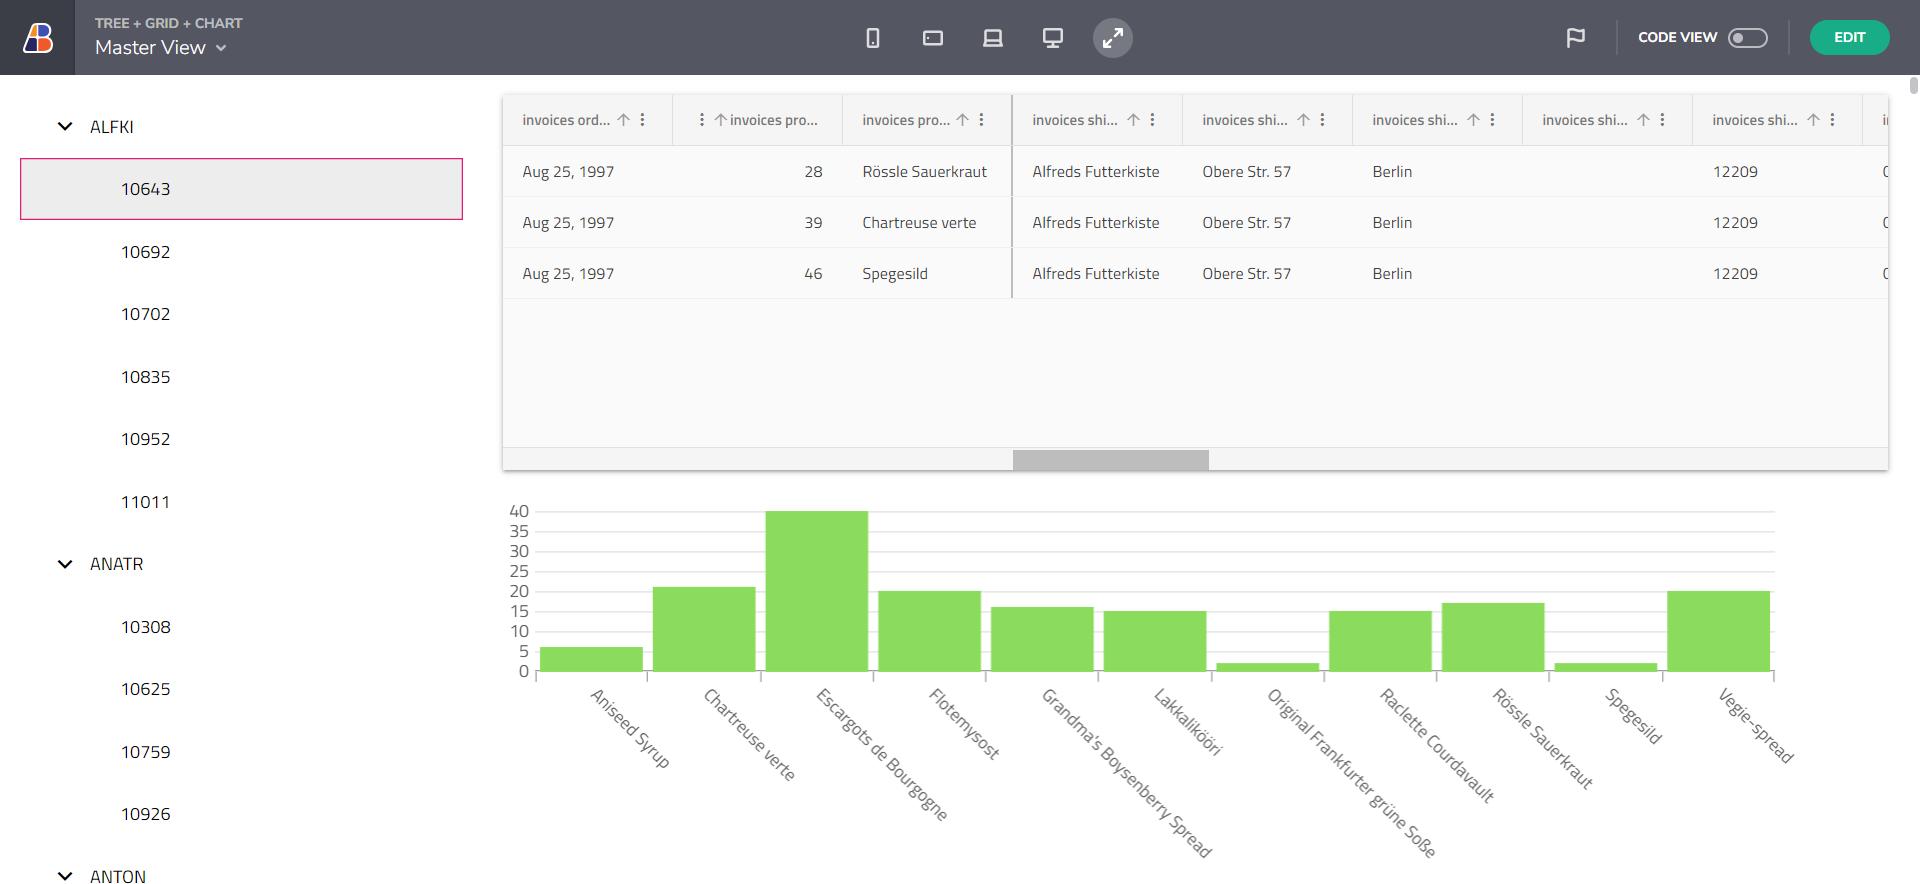 TREE + GRID + CHART
Master View
CODE VIEW
EDIT
ALFKI
10643
10692
10702
10835
10952
11011
ANATR
10308
10625
10759
10926
ANTON
invoices ord... invoices pro... invoices pro... invoices shi... invoices shi... invoices shi... invoices shi... invoices shi...
Aug 25, 1997 28 Rössle Sauerkraut Alfreds Futterkiste Obere Str. 57 Berlin 12209
Aug 25, 1997 39 Chartreuse verte Alfreds Futterkiste Obere Str. 57 Berlin 12209
Aug 25, 1997 46 Spegesild Alfreds Futterkiste Obere Str. 57 Berlin 12209
40
35
30
25
20
15
10
5
0
Aniseed Syrup
Chartreuse verte
Escargots de Bourgogne
Flotemysost
Grandma's Boysenberry Spread
Lakkalikööri
Original Frankfurter grüne Soße
Raclette Courdavault
Rössle Sauerkraut
Spegesild
Vegie-spread